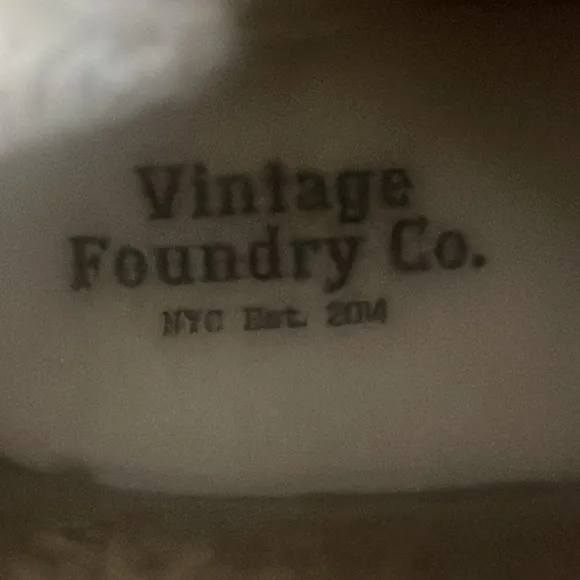 Vintage
Foundry Co.
NYC Est. 2014